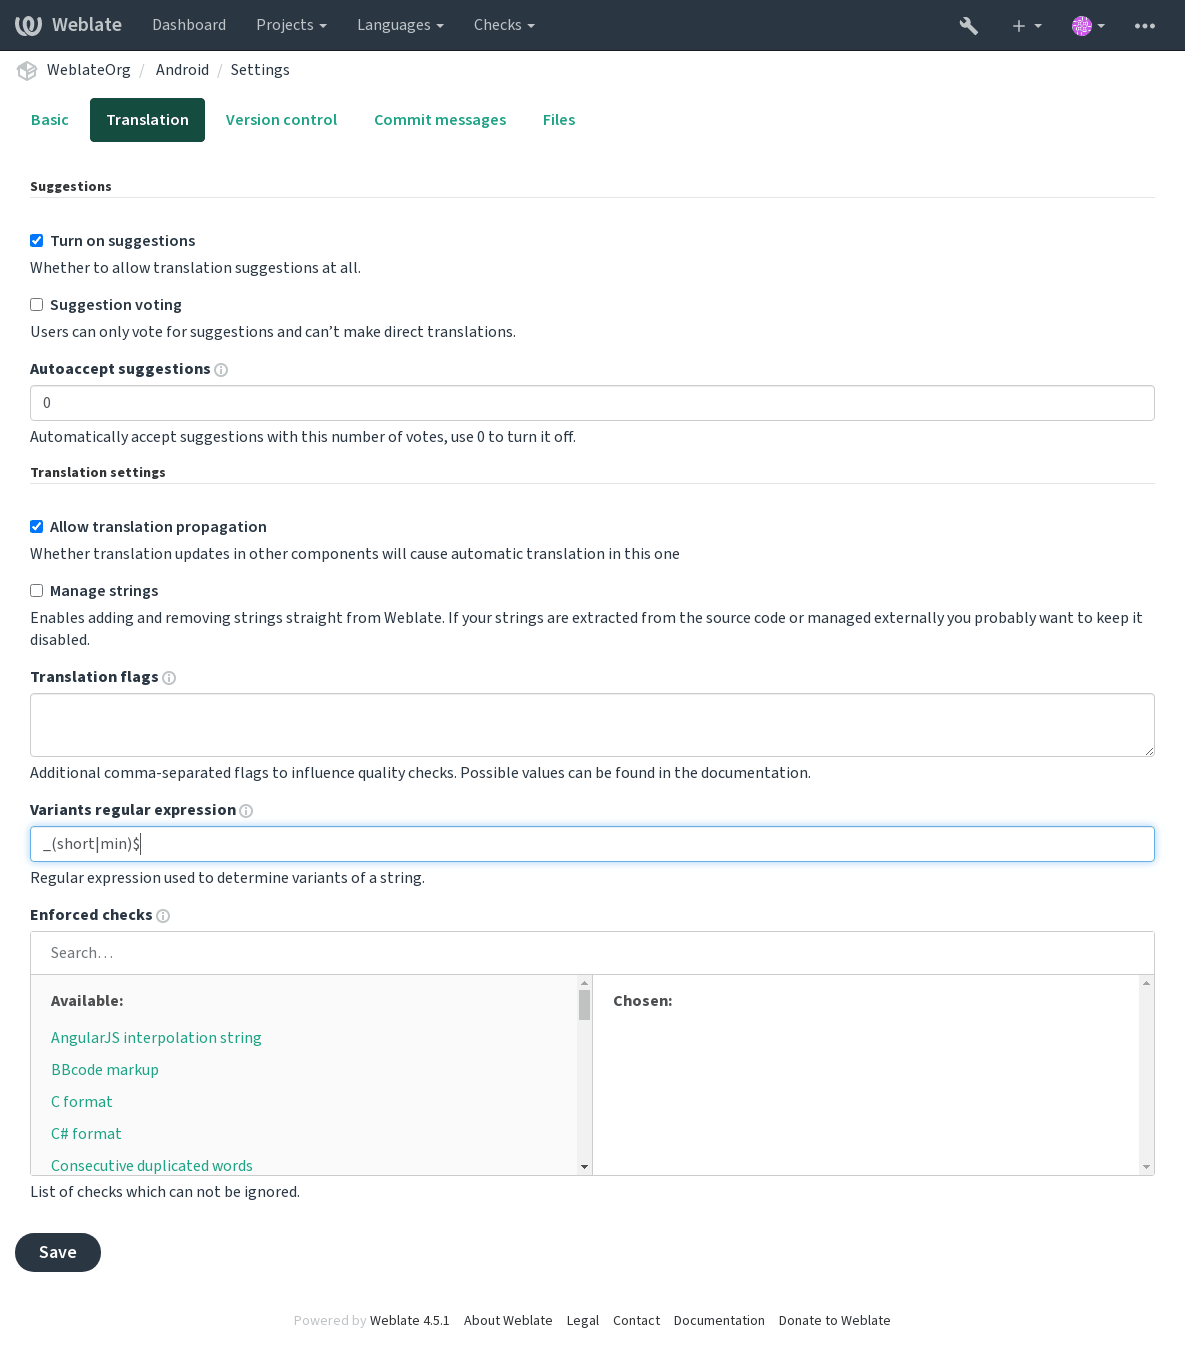 Weblate Dashboard Projects Languages Checks
WeblateOrg / Android / Settings
Basic Translation Version control Commit messages Files
Suggestions
Turn on suggestions
Whether to allow translation suggestions at all.
Suggestion voting
Users can only vote for suggestions and can’t make direct translations.
Autoaccept suggestions
0
Automatically accept suggestions with this number of votes, use 0 to turn it off.
Translation settings
Allow translation propagation
Whether translation updates in other components will cause automatic translation in this one
Manage strings
Enables adding and removing strings straight from Weblate. If your strings are extracted from the source code or managed externally you probably want to keep it
disabled.
Translation flags
Additional comma-separated flags to influence quality checks. Possible values can be found in the documentation.
Variants regular expression
_(short|min)$
Regular expression used to determine variants of a string.
Enforced checks
Search…
Available: Chosen:
AngularJS interpolation string
BBcode markup
C format
C# format
Consecutive duplicated words
List of checks which can not be ignored.
Save
Powered by Weblate 4.5.1 About Weblate Legal Contact Documentation Donate to Weblate